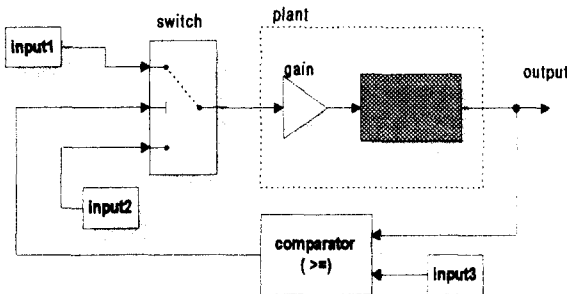 switch
plant
input1
gain
output
input2
comparator
( >=)
input3